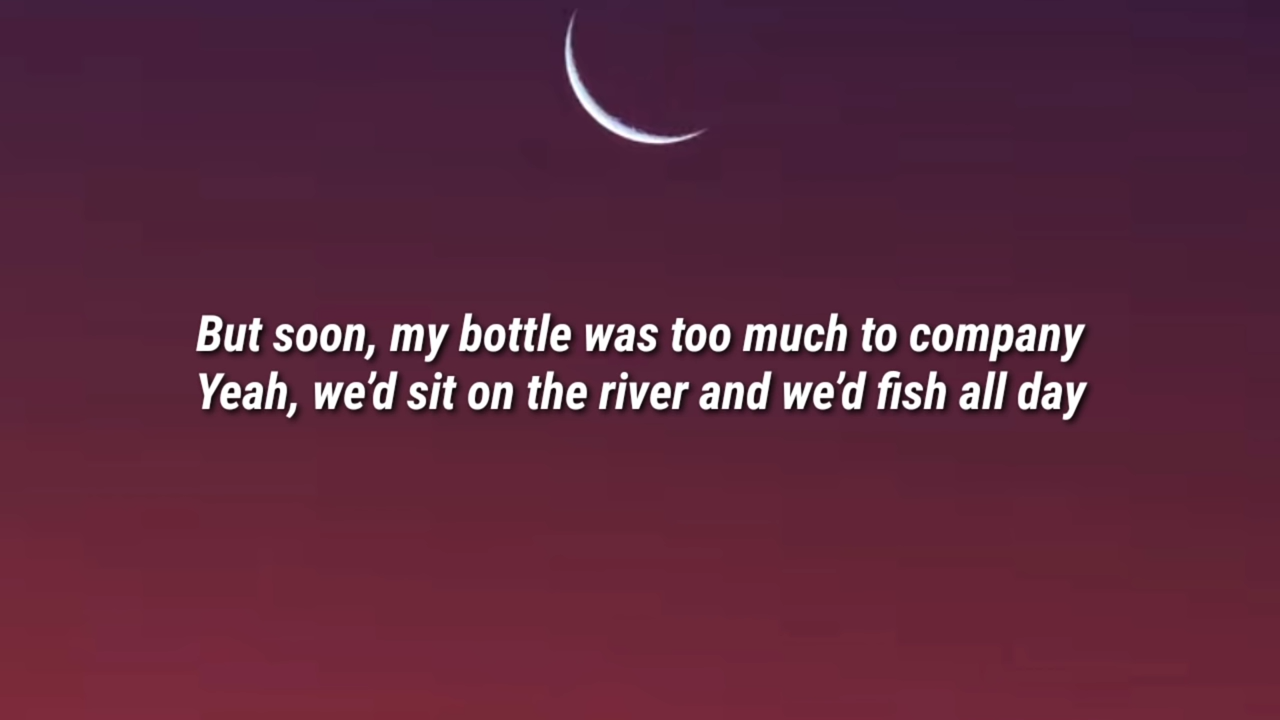 But soon, my bottle was too much to company
Yeah, we’d sit on the river and we’d fish all day